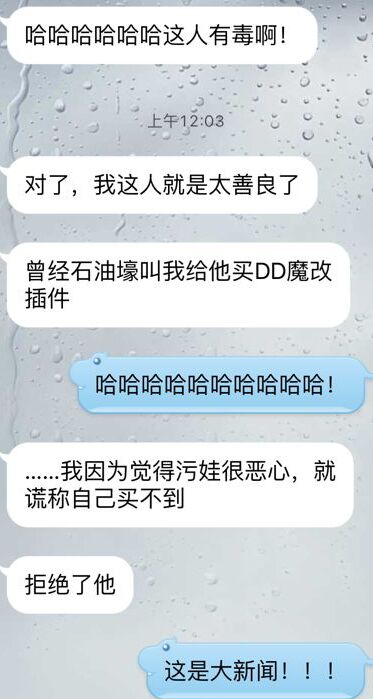 哈哈哈哈哈哈这人有毒啊！
上午12:03
对了，我这人就是太善良了
曾经石油壕叫我给他买DD魔改
插件
哈哈哈哈哈哈哈哈哈哈！
……我因为觉得污娃很恶心，就
谎称自己买不到
拒绝了他
这是大新闻！！！